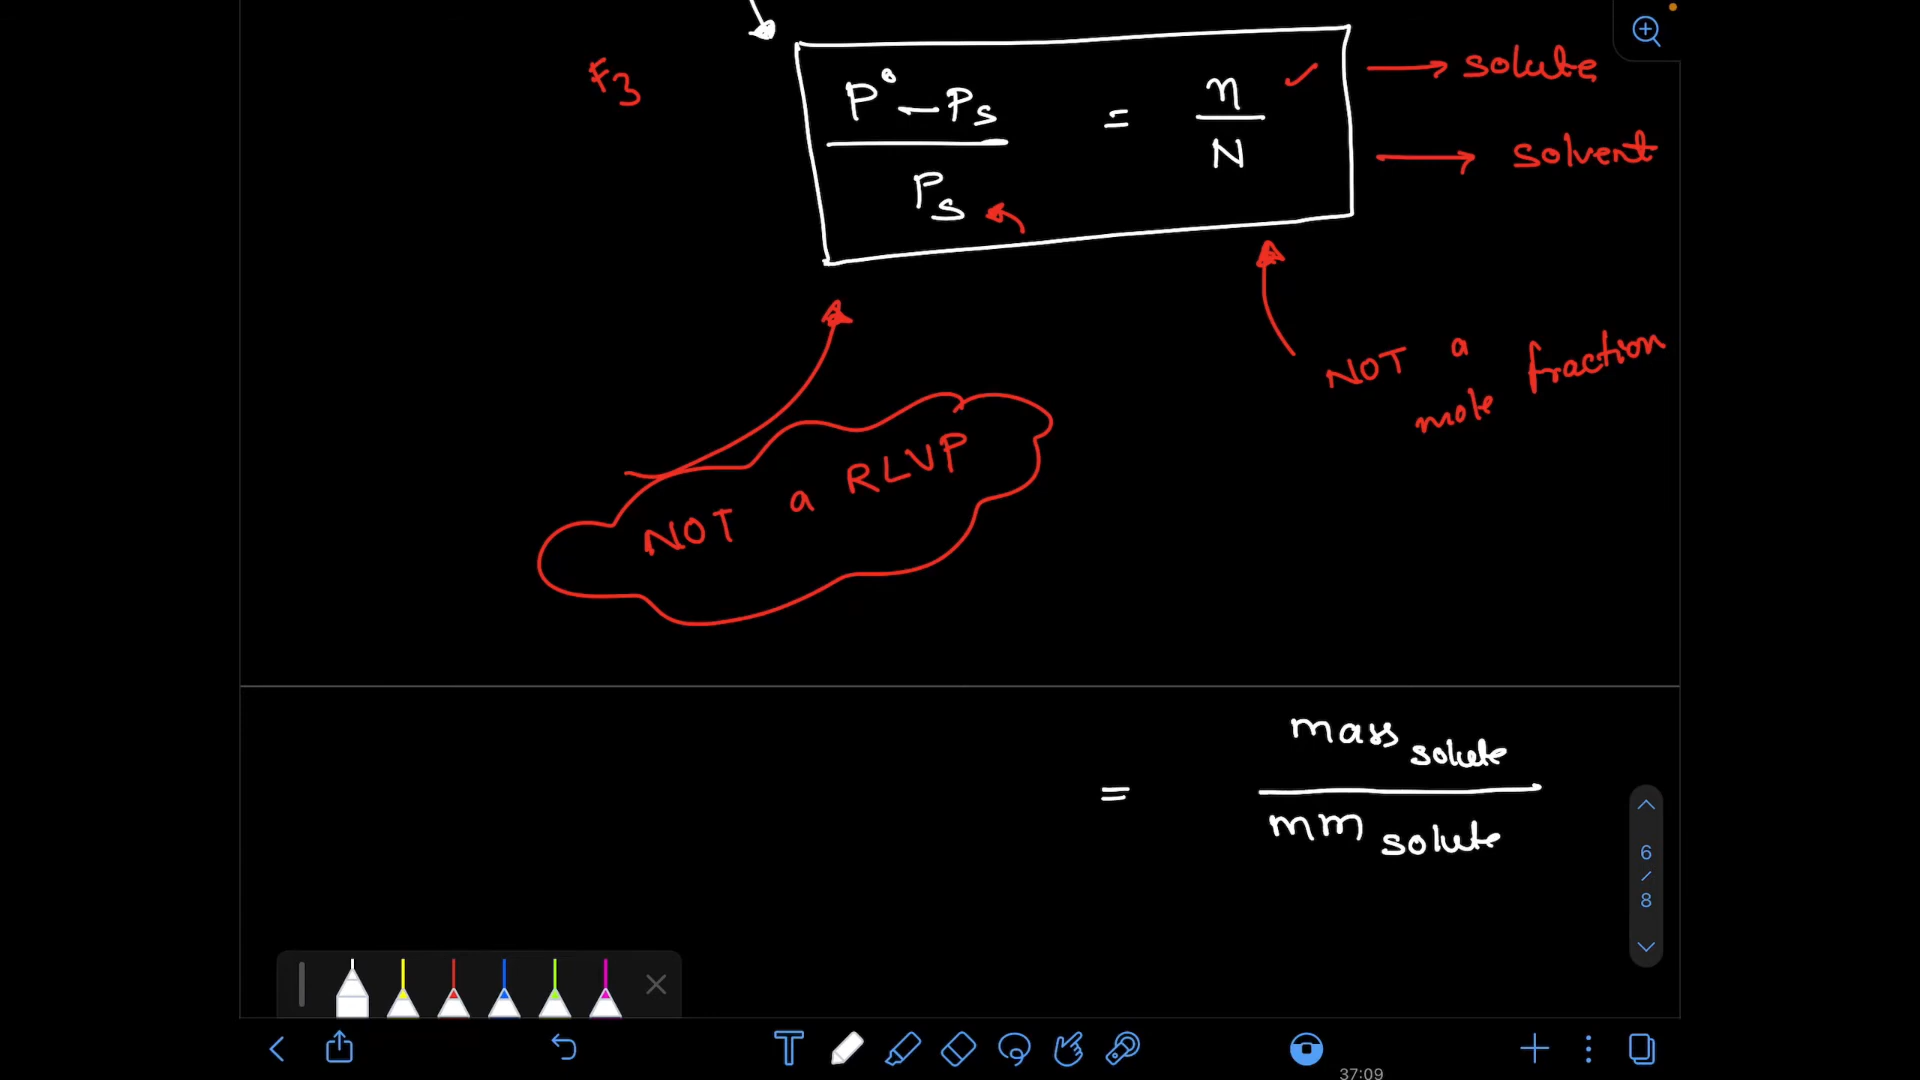 F3
P° - Ps = n → solute
Ps N → solvent
NOT a fraction
mole
NOT a RLVP
mass solute
=
mm solute
6
/
8
T
37:09